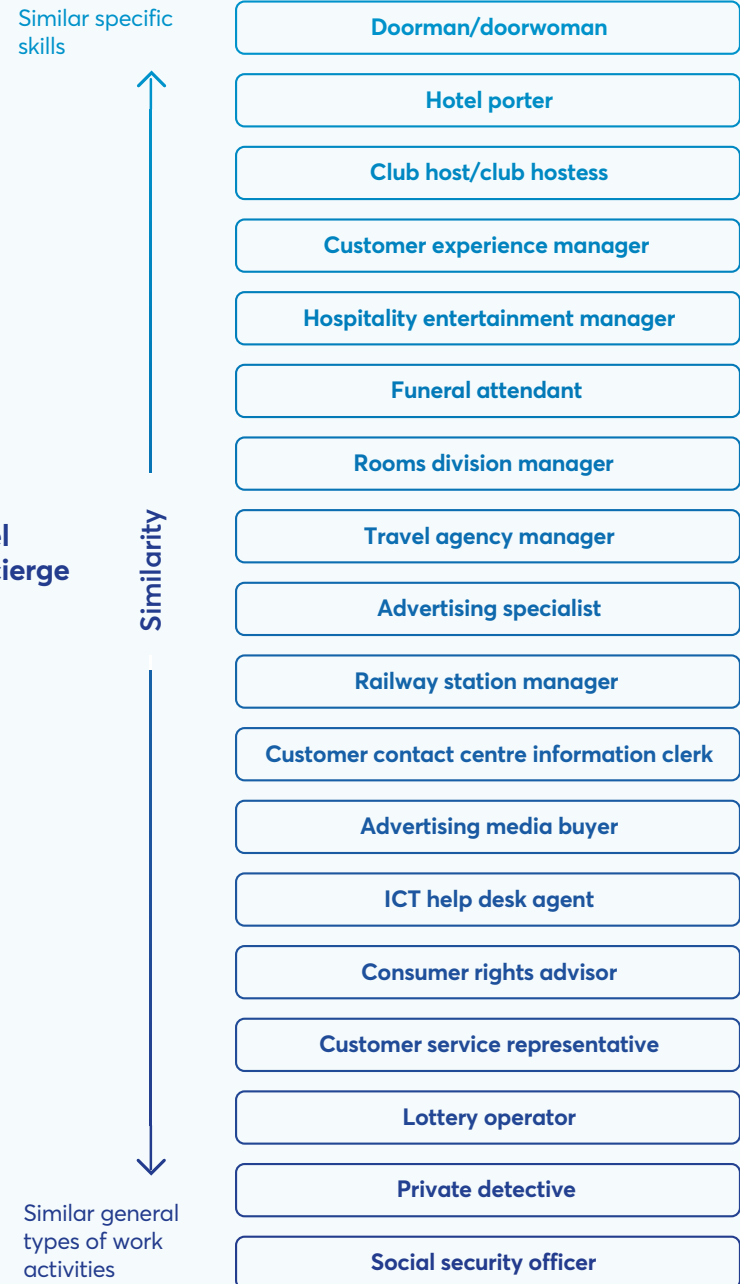 Similar specific
skills
Doorman/doorwoman
Hotel porter
Club host/club hostess
Customer experience manager
Hospitality entertainment manager
Funeral attendant
Rooms division manager
Travel agency manager
Advertising specialist
Railway station manager
Customer contact centre information clerk
Advertising media buyer
ICT help desk agent
Consumer rights advisor
Customer service representative
Lottery operator
Private detective
Social security officer
Similarity
Similar general
types of work
activities